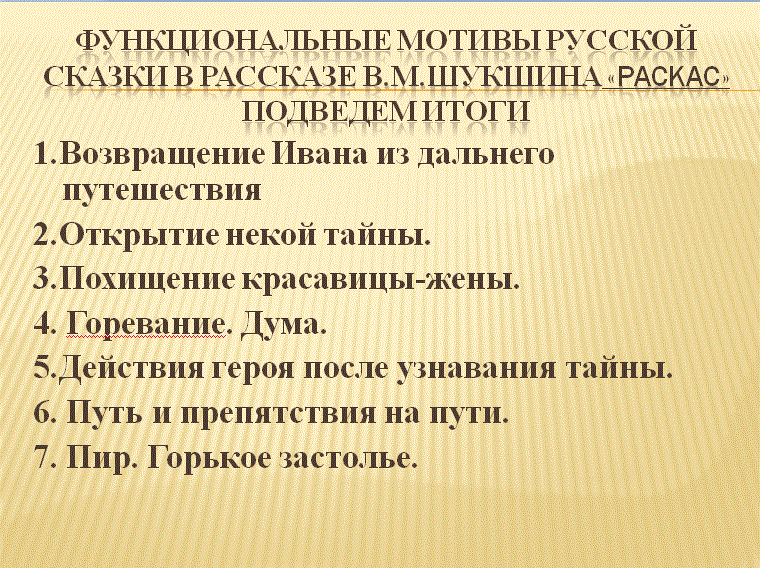 ФУНКЦИОНАЛЬНЫЕ МОТИВЫ РУССКОЙ
СКАЗКИ В РАССКАЗЕ В.М.ШУКШИНА «РАСКАС»
ПОДВЕДЕМ ИТОГИ
1.Возвращение Ивана из дальнего
путешествия
2.Открытие некой тайны.
3.Похищение красавицы-жены.
4. Горевание. Дума.
5.Действия героя после узнавания тайны.
6. Путь и препятствия на пути.
7. Пир. Горькое застолье.